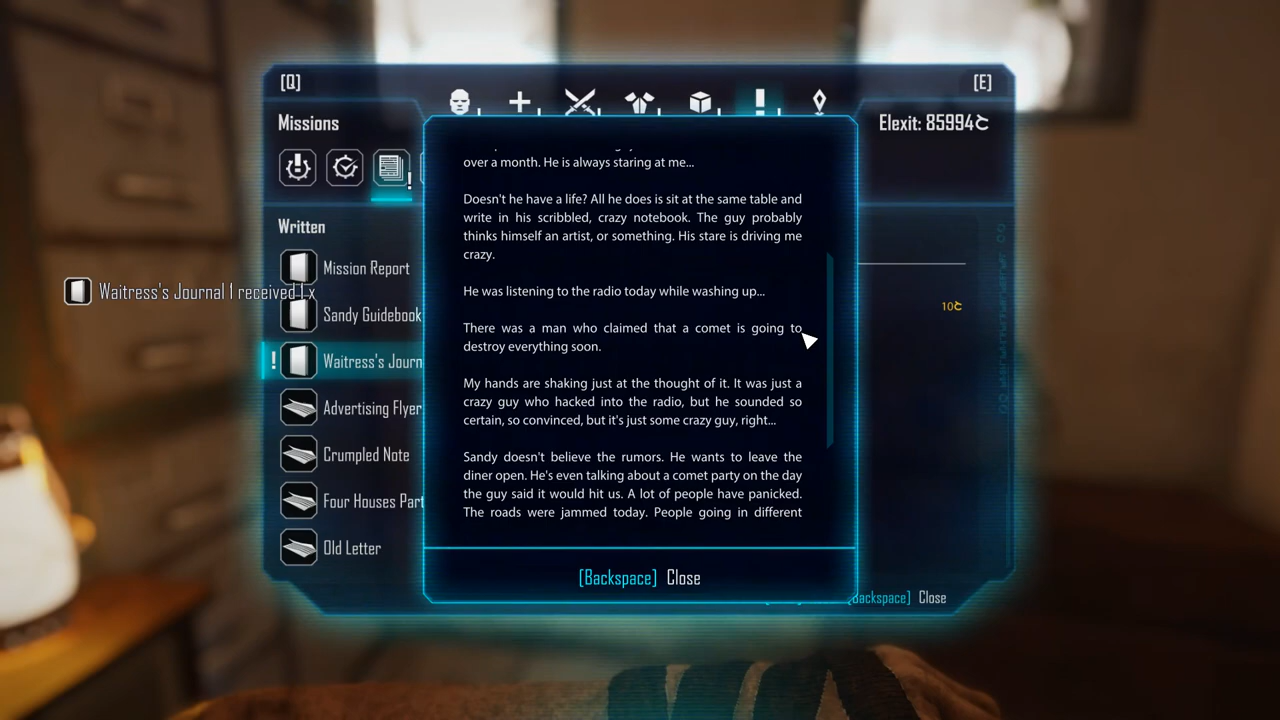 [Q]
[E]
Missions
Elexit: 85994
Written
Mission Report
Sandy Guidebook
Waitress's Journ
Advertising Flyer
Crumpled Note
Four Houses Part
Old Letter
Waitress's Journal 1 received 1 x
over a month. He is always staring at me...
Doesn't he have a life? All he does is sit at the same table and
write in his scribbled, crazy notebook. The guy probably
thinks himself an artist, or something. His stare is driving me
crazy.
He was listening to the radio today while washing up...
There was a man who claimed that a comet is going to
destroy everything soon.
My hands are shaking just at the thought of it. It was just a
crazy guy who hacked into the radio, but he sounded so
certain, so convinced, but it's just some crazy guy, right...
Sandy doesn't believe the rumors. He wants to leave the
diner open. He's even talking about a comet party on the day
the guy said it would hit us. A lot of people have panicked.
The roads were jammed today. People going in different
[Backspace] Close
10
[Backspace] Close